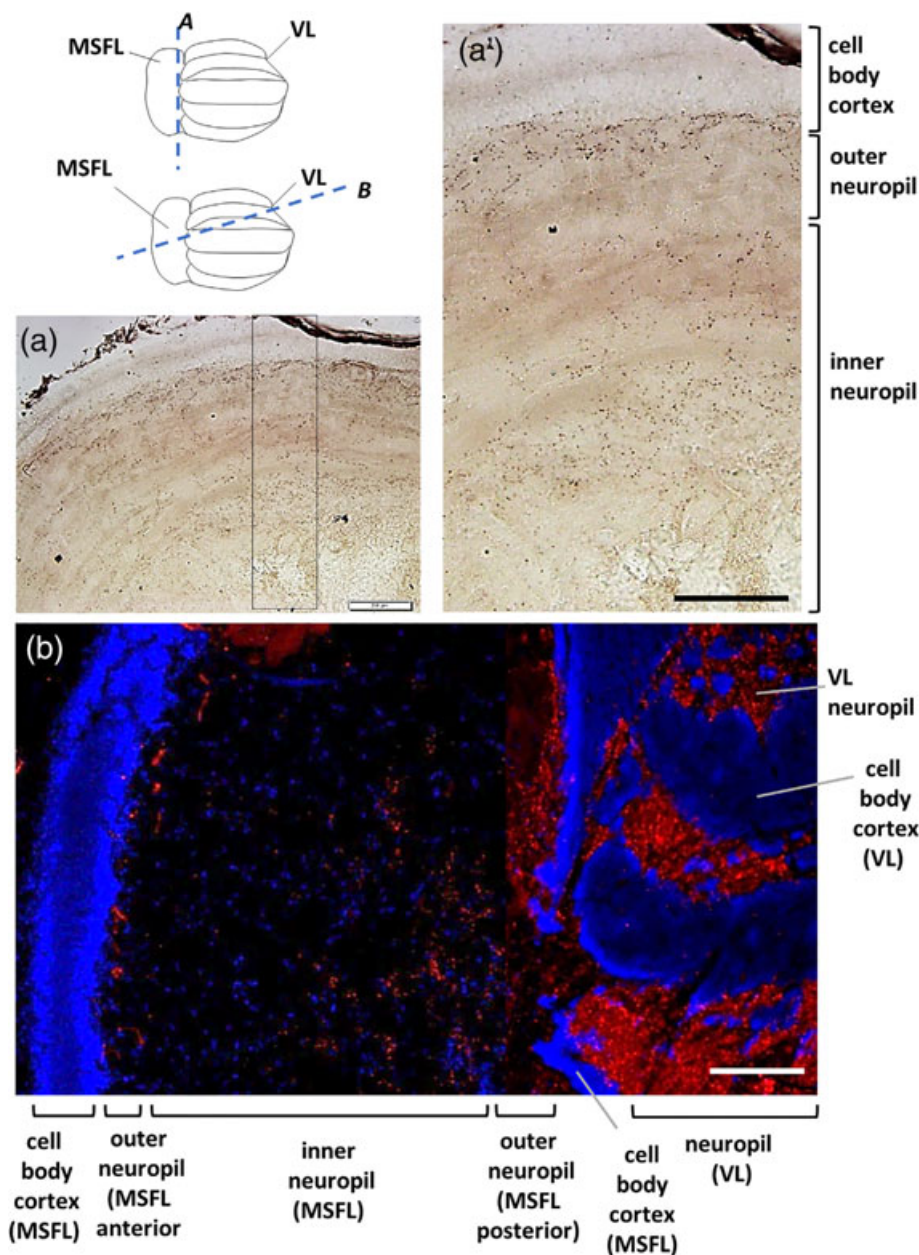 A
MSFL
VL
MSFL
VL
B
(a¹)
cell
body
cortex
outer
neuropil
inner
neuropil
(a)
(b)
VL
neuropil
cell
body
cortex
(VL)
cell
body
cortex
(MSFL)
outer
neuropil
(MSFL
anterior
inner
neuropil
(MSFL)
outer
neuropil
(MSFL
posterior)
cell
body
cortex
(MSFL)
neuropil
(VL)